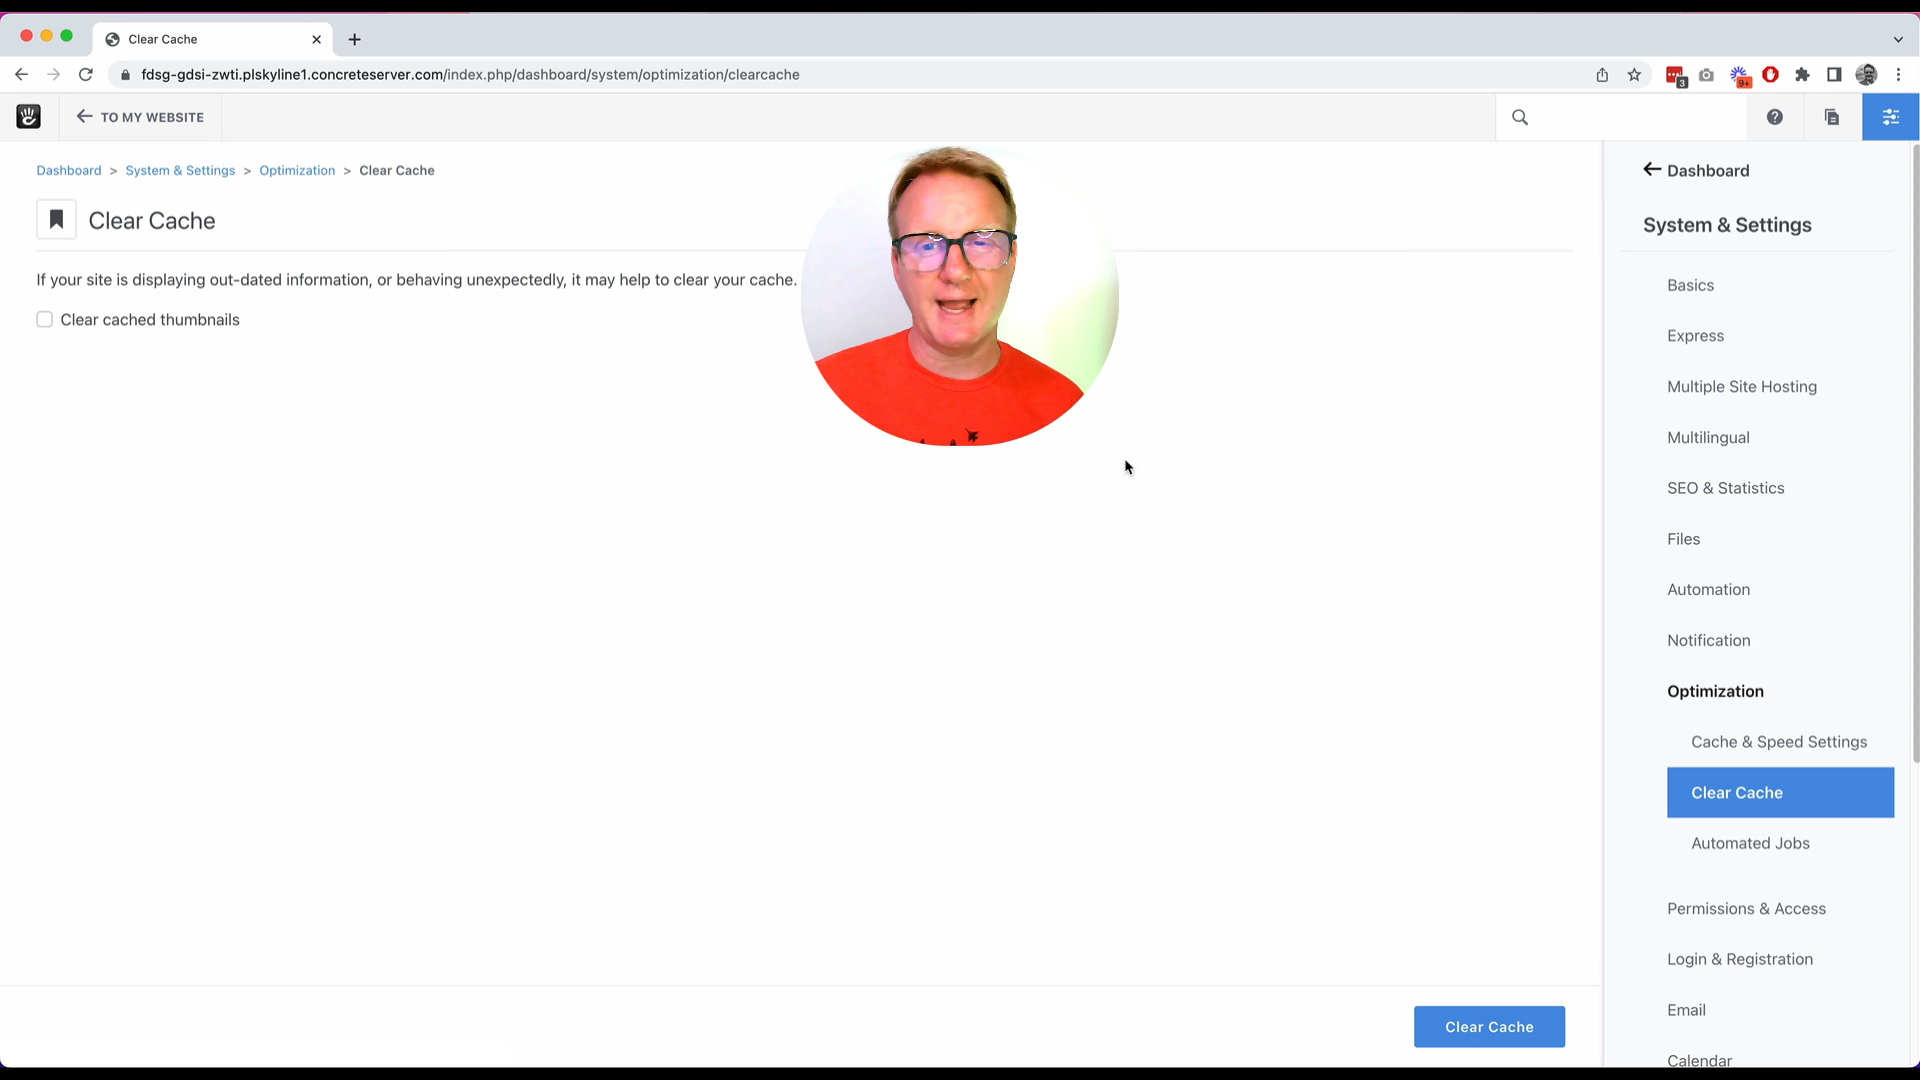 Clear Cache
fdsg-gdsi-zwti.plskyline1.concreteserver.com/index.php/dashboard/system/optimization/clearcache
3
9+
TO MY WEBSITE
Dashboard > System & Settings > Optimization > Clear Cache
Clear Cache
If your site is displaying out-dated information, or behaving unexpectedly, it may help to clear your cache.
Clear cached thumbnails
Clear Cache
Dashboard
System & Settings
Basics
Express
Multiple Site Hosting
Multilingual
SEO & Statistics
Files
Automation
Notification
Optimization
Cache & Speed Settings
Clear Cache
Automated Jobs
Permissions & Access
Login & Registration
Email
Calendar